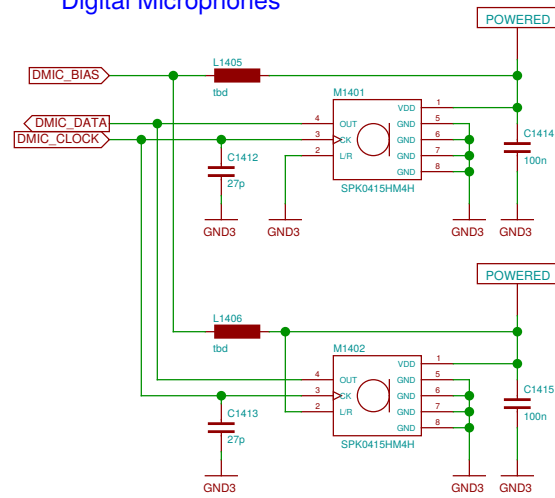 Digital Microphones
POWERED
L1405
DMIC_BIAS
tbd
M1401
VDD 1
DMIC_DATA
4 OUT GND 5
DMIC_CLOCK
3 CK GND 6
C1414
2 L/R GND 7
C1412
100n
GND 8
27p
SPK0415HM4H
GND3 GND3 GND3 GND3
POWERED
L1406
tbd
M1402
VDD 1
4 OUT GND 5
3 CK GND 6
C1415
2 L/R GND 7
C1413
100n
GND 8
27p
SPK0415HM4H
GND3 GND3 GND3